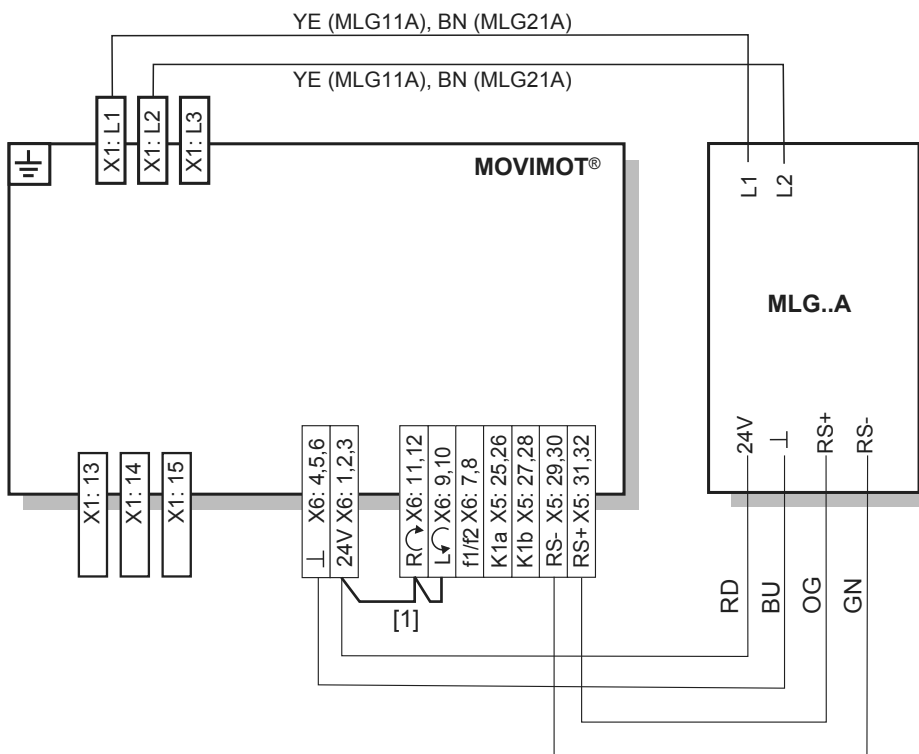 YE (MLG11A), BN (MLG21A)
YE (MLG11A), BN (MLG21A)
X1: L1
X1: L2
X1: L3
MOVIMOT®
L1
L2
MLG..A
24V
⊥
RS+
RS-
X1: 13
X1: 14
X1: 15
⊥ X6: 4,5,6
24V X6: 1,2,3
R X6: 11,12
L X6: 9,10
f1/f2 X6: 7,8
K1a X5: 25,26
K1b X5: 27,28
RS- X5: 29,30
RS+ X5: 31,32
[1]
RD
BU
OG
GN